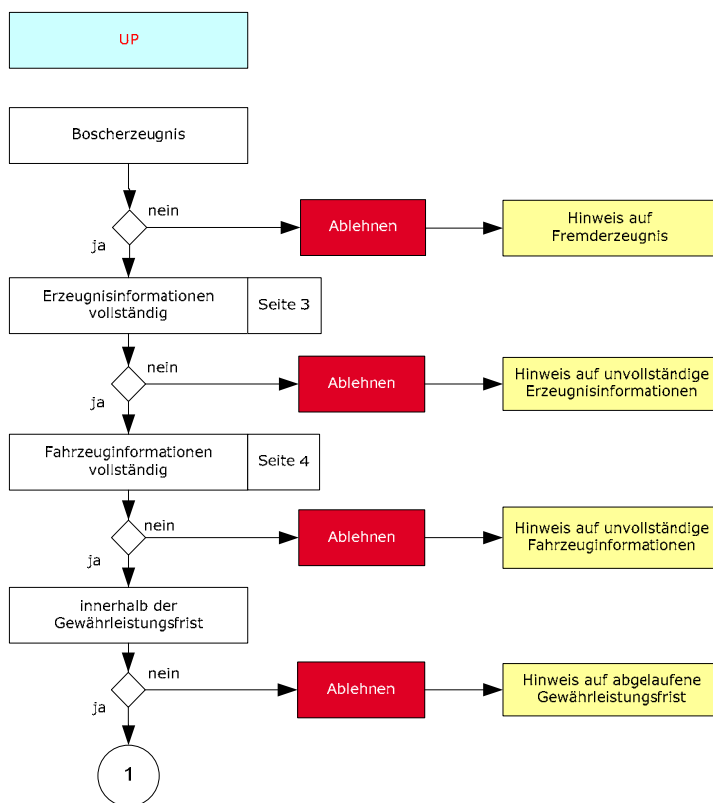 UP
Boscherzeugnis
nein
Ablehnen
Hinweis auf
Fremderzeugnis
ja
Erzeugnisinformationen
vollständig
Seite 3
nein
Ablehnen
Hinweis auf unvollständige
Erzeugnisinformationen
ja
Fahrzeuginformationen
vollständig
Seite 4
nein
Ablehnen
Hinweis auf unvollständige
Fahrzeuginformationen
ja
innerhalb der
Gewährleistungsfrist
nein
Ablehnen
Hinweis auf abgelaufene
Gewährleistungsfrist
ja
1